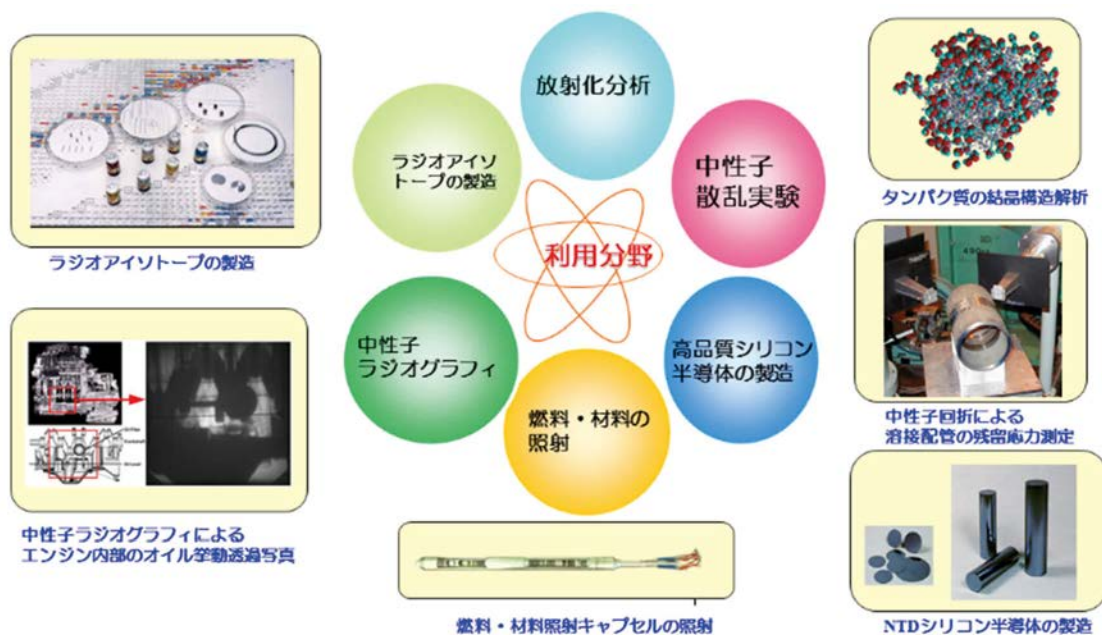 放射化分析
ラジオアイソ
トープの製造
中性子
散乱実験
利用分野
中性子
ラジオグラフィ
高品質シリコン
半導体の製造
燃料・材料の
照射
ラジオアイソトープの製造
タンパク質の結晶構造解析
中性子回折による
溶接配管の残留応力測定
中性子ラジオグラフィによる
エンジン内部のオイル挙動透過写真
燃料・材料照射キャプセルの照射
NTDシリコン半導体の製造